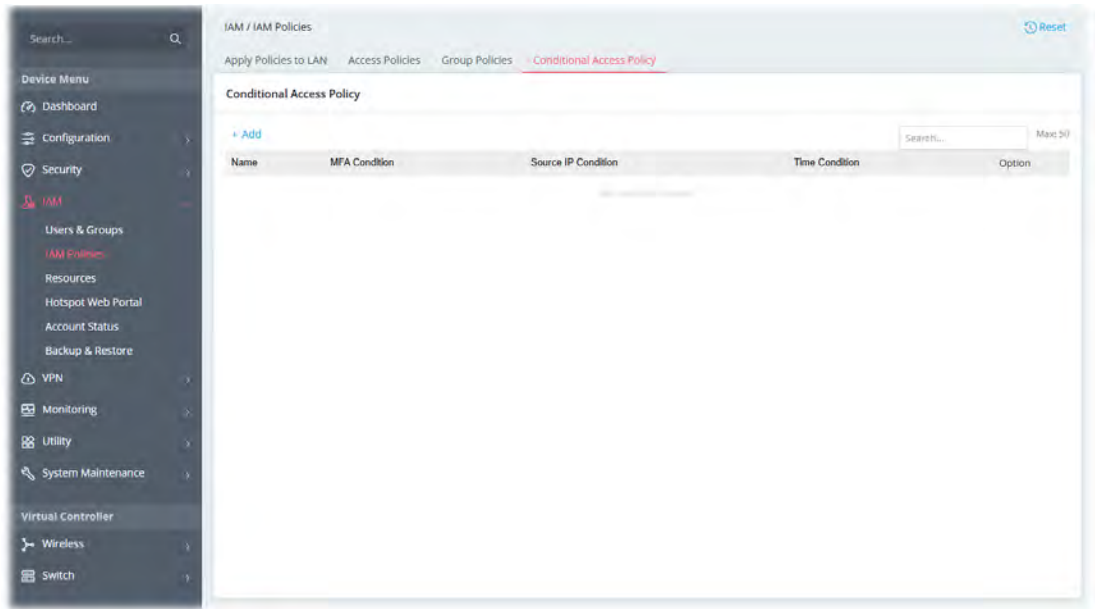 Search...
Device Menu
Dashboard
Configuration
Security
IAM
Users & Groups
IAM Policies
Resources
Hotspot Web Portal
Account Status
Backup & Restore
VPN
Monitoring
Utility
System Maintenance
Virtual Controller
Wireless
Switch
IAM / IAM Policies
Reset
Apply Policies to LAN Access Policies Group Policies Conditional Access Policy
Conditional Access Policy
+ Add
Search... Max: 50
Name MFA Condition Source IP Condition Time Condition Option